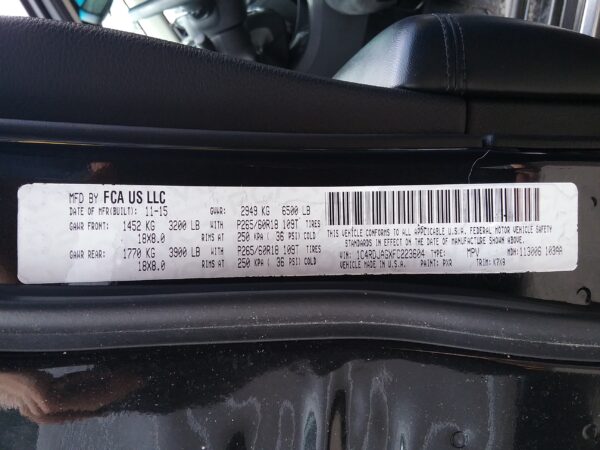 MFD BY FCA US LLC
DATE OF MFR(BUILT): 11-15 GVWR: 2949 KG 6500 LB
GAWR FRONT: 1452 KG 3200 LB WITH P265/60R18 109T TIRES
18X8.0 RIMS AT 250 KPA ( 36 PSI) COLD
GAWR REAR: 1770 KG 3900 LB WITH P265/60R18 109T TIRES
18X8.0 RIMS AT 250 KPA ( 36 PSI) COLD
THIS VEHICLE CONFORMS TO ALL APPLICABLE U.S.A. FEDERAL MOTOR VEHICLE SAFETY
STANDARDS IN EFFECT ON THE DATE OF MANUFACTURE SHOWN ABOVE.
VIN: 1C4RDJAGXFC223604 TYPE: MPV MDH: 113006
MADE IN U.S.A. PAINT: PXR TRIM: X7X9